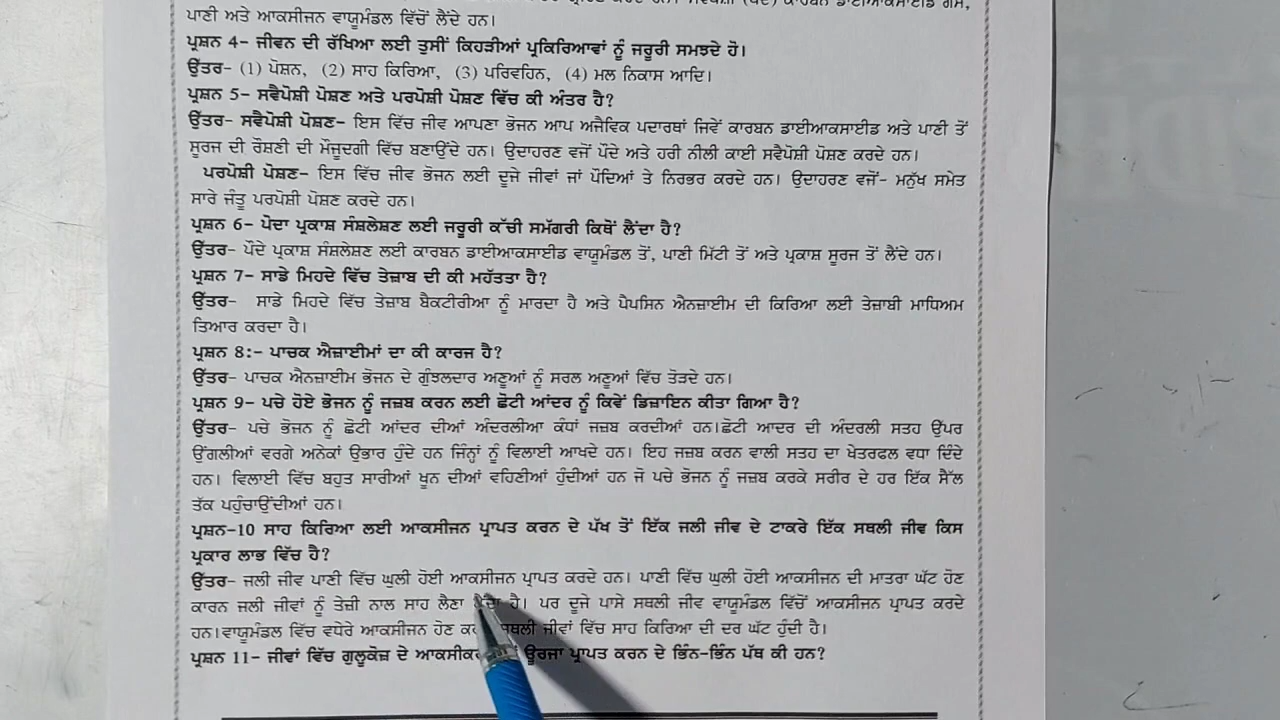 ਪਾਣੀ ਅਤੇ ਆਕਸੀਜਨ ਵਾਯੂਮੰਡਲ ਵਿੱਚੋਂ ਲੈਂਦੇ ਹਨ।
ਪ੍ਰਸ਼ਨ 4- ਜੀਵਨ ਦੀ ਰੱਖਿਆ ਲਈ ਤੁਸੀਂ ਕਿਹੜੀਆਂ ਪ੍ਰਕਿਰਿਆਵਾਂ ਨੂੰ ਜਰੂਰੀ ਸਮਝਦੇ ਹੋ।
ਉੱਤਰ- (1) ਪੋਸ਼ਨ, (2) ਸਾਹ ਕਿਰਿਆ, (3) ਪਰਿਵਹਿਨ, (4) ਮਲ ਨਿਕਾਸ ਆਦਿ।
ਪ੍ਰਸ਼ਨ 5- ਸਵੈਪੋਸ਼ੀ ਪੋਸ਼ਣ ਅਤੇ ਪਰਪੋਸ਼ੀ ਪੋਸ਼ਣ ਵਿੱਚ ਕੀ ਅੰਤਰ ਹੈ?
ਉੱਤਰ- ਸਵੈਪੋਸ਼ੀ ਪੋਸ਼ਣ- ਇਸ ਵਿੱਚ ਜੀਵ ਆਪਣਾ ਭੋਜਨ ਆਪ ਅਜੈਵਿਕ ਪਦਾਰਥਾਂ ਜਿਵੇਂ ਕਾਰਬਨ ਡਾਈਆਕਸਾਈਡ ਅਤੇ ਪਾਣੀ ਤੋਂ
ਸੂਰਜ ਦੀ ਰੌਸ਼ਣੀ ਦੀ ਮੌਜੂਦਗੀ ਵਿੱਚ ਬਣਾਉਂਦੇ ਹਨ। ਉਦਾਹਰਣ ਵਜੋਂ ਪੌਦੇ ਅਤੇ ਹਰੀ ਨੀਲੀ ਕਾਈ ਸਵੈਪੋਸ਼ੀ ਪੋਸ਼ਣ ਕਰਦੇ ਹਨ।
ਪਰਪੋਸ਼ੀ ਪੋਸ਼ਣ- ਇਸ ਵਿੱਚ ਜੀਵ ਭੋਜਨ ਲਈ ਦੂਜੇ ਜੀਵਾਂ ਜਾਂ ਪੌਦਿਆਂ ਤੇ ਨਿਰਭਰ ਕਰਦੇ ਹਨ। ਉਦਾਹਰਣ ਵਜੋਂ- ਮਨੁੱਖ ਸਮੇਤ
ਸਾਰੇ ਜੰਤੂ ਪਰਪੋਸ਼ੀ ਪੋਸ਼ਣ ਕਰਦੇ ਹਨ।
ਪ੍ਰਸ਼ਨ 6- ਪੋਦਾ ਪ੍ਰਕਾਸ਼ ਸੰਸ਼ਲੇਸ਼ਣ ਲਈ ਜਰੂਰੀ ਕੱਚੀ ਸਮੱਗਰੀ ਕਿਥੋਂ ਲੈਂਦਾ ਹੈ?
ਉੱਤਰ- ਪੌਦੇ ਪ੍ਰਕਾਸ਼ ਸੰਸ਼ਲੇਸ਼ਣ ਲਈ ਕਾਰਬਨ ਡਾਈਆਕਸਾਈਡ ਵਾਯੂਮੰਡਲ ਤੋਂ, ਪਾਣੀ ਮਿੱਟੀ ਤੋਂ ਅਤੇ ਪ੍ਰਕਾਸ਼ ਸੂਰਜ ਤੋਂ ਲੈਂਦੇ ਹਨ।
ਪ੍ਰਸ਼ਨ 7- ਸਾਡੇ ਮਿਹਦੇ ਵਿੱਚ ਤੇਜ਼ਾਬ ਦੀ ਕੀ ਮਹੱਤਤਾ ਹੈ?
ਉੱਤਰ- ਸਾਡੇ ਮਿਹਦੇ ਵਿੱਚ ਤੇਜ਼ਾਬ ਬੈਕਟੀਰੀਆ ਨੂੰ ਮਾਰਦਾ ਹੈ ਅਤੇ ਪੈਪਸਿਨ ਐਨਜ਼ਾਈਮ ਦੀ ਕਿਰਿਆ ਲਈ ਤੇਜ਼ਾਬੀ ਮਾਧਿਅਮ
ਤਿਆਰ ਕਰਦਾ ਹੈ।
ਪ੍ਰਸ਼ਨ 8:- ਪਾਚਕ ਐਜ਼ਾਈਮਾਂ ਦਾ ਕੀ ਕਾਰਜ ਹੈ?
ਉੱਤਰ- ਪਾਚਕ ਐਨਜ਼ਾਈਮ ਭੋਜਨ ਦੇ ਗੁੰਝਲਦਾਰ ਅਣੂਆਂ ਨੂੰ ਸਰਲ ਅਣੂਆਂ ਵਿੱਚ ਤੋੜਦੇ ਹਨ।
ਪ੍ਰਸ਼ਨ 9- ਪਚੇ ਹੋਏ ਭੋਜਨ ਨੂੰ ਜਜ਼ਬ ਕਰਨ ਲਈ ਛੋਟੀ ਆਂਦਰ ਨੂੰ ਕਿਵੇਂ ਡਿਜ਼ਾਇਨ ਕੀਤਾ ਗਿਆ ਹੈ?
ਉੱਤਰ- ਪਚੇ ਭੋਜਨ ਨੂੰ ਛੋਟੀ ਆਂਦਰ ਦੀਆਂ ਅੰਦਰਲੀਆ ਕੰਧਾਂ ਜਜ਼ਬ ਕਰਦੀਆਂ ਹਨ।ਛੋਟੀ ਆਦਰ ਦੀ ਅੰਦਰਲੀ ਸਤਹ ਉੱਪਰ
ਉਂਗਲੀਆਂ ਵਰਗੇ ਅਨੇਕਾਂ ਉਭਾਰ ਹੁੰਦੇ ਹਨ ਜਿੰਨ੍ਹਾਂ ਨੂੰ ਵਿਲਾਈ ਆਖਦੇ ਹਨ। ਇਹ ਜਜ਼ਬ ਕਰਨ ਵਾਲੀ ਸਤਹ ਦਾ ਖੇਤਰਫਲ ਵਧਾ ਦਿੰਦੇ
ਹਨ। ਵਿਲਾਈ ਵਿੱਚ ਬਹੁਤ ਸਾਰੀਆਂ ਖੂਨ ਦੀਆਂ ਵਹਿਣੀਆਂ ਹੁੰਦੀਆਂ ਹਨ ਜੋ ਪਚੇ ਭੋਜਨ ਨੂੰ ਜਜ਼ਬ ਕਰਕੇ ਸਰੀਰ ਦੇ ਹਰ ਇੱਕ ਸੈੱਲ
ਤੱਕ ਪਹੁੰਚਾਉਂਦੀਆਂ ਹਨ।
ਪ੍ਰਸ਼ਨ-10 ਸਾਹ ਕਿਰਿਆ ਲਈ ਆਕਸੀਜਨ ਪ੍ਰਾਪਤ ਕਰਨ ਦੇ ਪੱਖ ਤੋਂ ਇੱਕ ਜਲੀ ਜੀਵ ਦੇ ਟਾਕਰੇ ਇੱਕ ਸਥਲੀ ਜੀਵ ਕਿਸ
ਪ੍ਰਕਾਰ ਲਾਭ ਵਿੱਚ ਹੈ?
ਉੱਤਰ- ਜਲੀ ਜੀਵ ਪਾਣੀ ਵਿੱਚ ਘੁਲੀ ਹੋਈ ਆਕਸੀਜਨ ਪ੍ਰਾਪਤ ਕਰਦੇ ਹਨ। ਪਾਣੀ ਵਿੱਚ ਘੁਲੀ ਹੋਈ ਆਕਸੀਜਨ ਦੀ ਮਾਤਰਾ ਘੱਟ ਹੋਣ
ਕਾਰਨ ਜਲੀ ਜੀਵਾਂ ਨੂੰ ਤੇਜ਼ੀ ਨਾਲ ਸਾਹ ਲੈਣਾ ਹੈ। ਪਰ ਦੂਜੇ ਪਾਸੇ ਸਥਲੀ ਜੀਵ ਵਾਯੂਮੰਡਲ ਵਿੱਚੋਂ ਆਕਸੀਜਨ ਪ੍ਰਾਪਤ ਕਰਦੇ
ਹਨ।ਵਾਯੂਮੰਡਲ ਵਿੱਚ ਵਧੇਰੇ ਆਕਸੀਜਨ ਹੋਣ ਸਥਲੀ ਜੀਵਾਂ ਵਿੱਚ ਸਾਹ ਕਿਰਿਆ ਦੀ ਦਰ ਘੱਟ ਹੁੰਦੀ ਹੈ।
ਪ੍ਰਸ਼ਨ 11- ਜੀਵਾਂ ਵਿੱਚ ਗੁਲੂਕੋਜ਼ ਦੇ ਊਰਜਾ ਪ੍ਰਾਪਤ ਕਰਨ ਦੇ ਭਿੰਨ-ਭਿੰਨ ਪੱਥ ਕੀ ਹਨ?